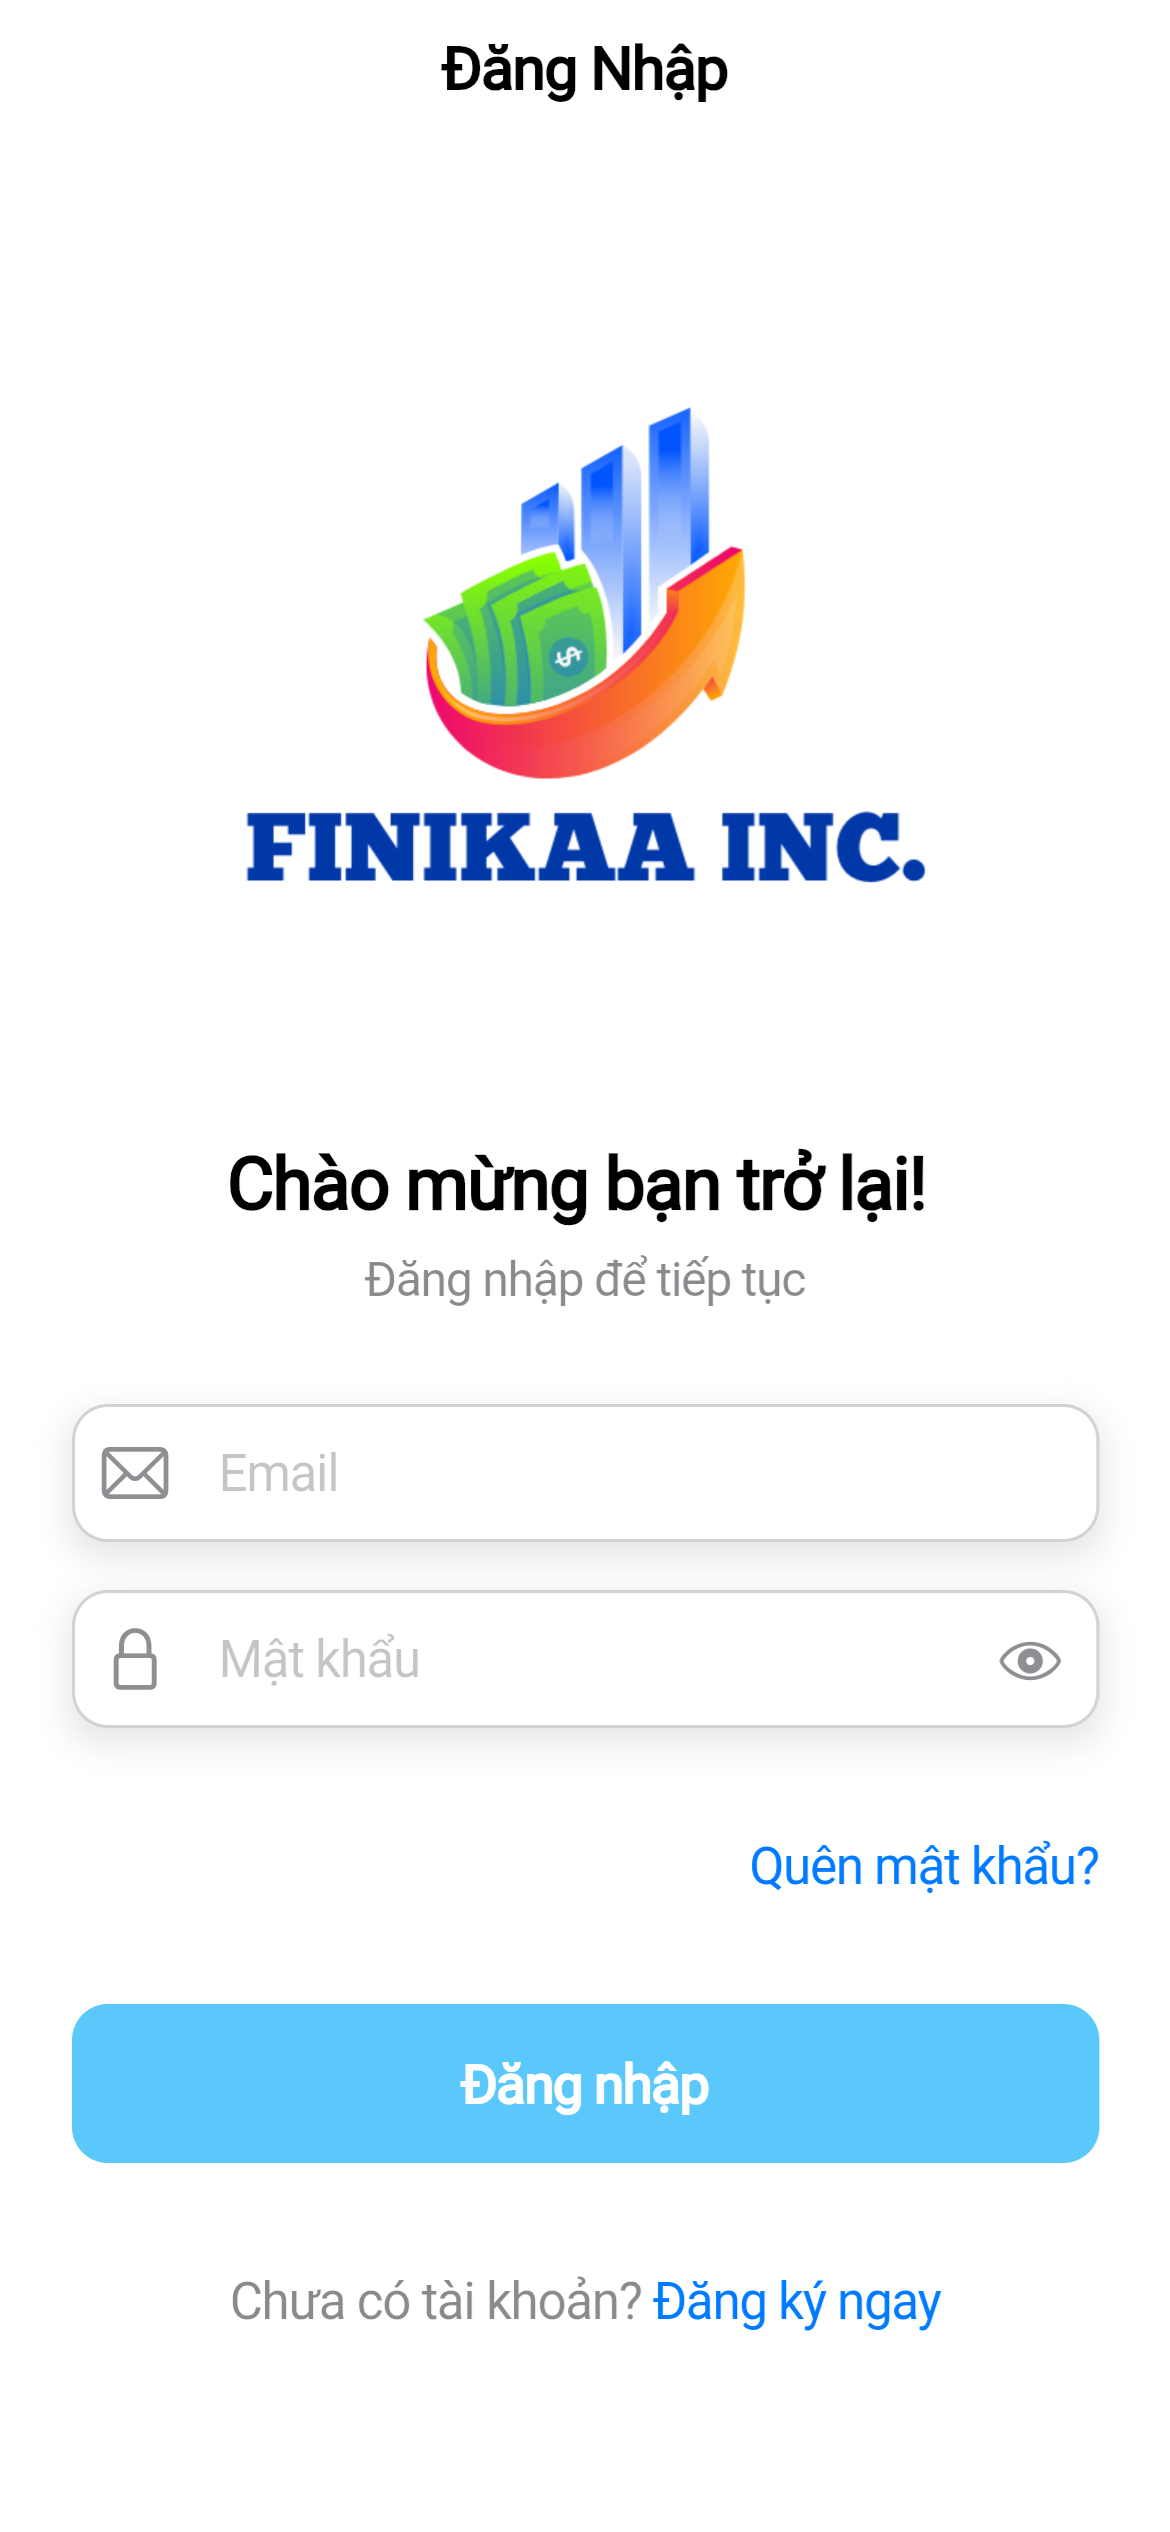 Đăng Nhập
FINIKAA INC.
Chào mừng bạn trở lại!
Đăng nhập để tiếp tục
Email
Mật khẩu
Quên mật khẩu?
Đăng nhập
Chưa có tài khoản? Đăng ký ngay